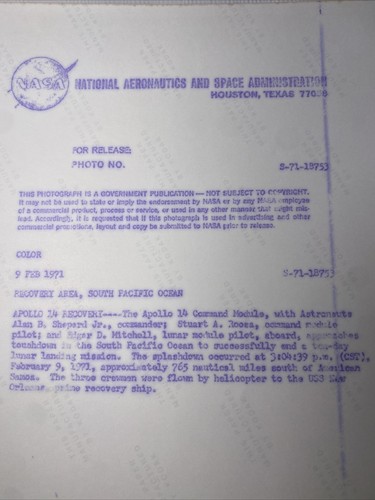 NASA
NATIONAL AERONAUTICS AND SPACE ADMINISTRATION
HOUSTON, TEXAS 77058
FOR RELEASE:
PHOTO NO. S-71-18753
THIS PHOTOGRAPH IS A GOVERNMENT PUBLICATION — NOT SUBJECT TO COPYRIGHT.
It may not be used to state or imply the endorsement by NASA or by any NASA employee
of a commercial product, process or service, or used in any other manner that might mis-
lead. Accordingly, it is requested that if this photograph is used in advertising and other
commercial promotions, layout and copy be submitted to NASA prior to release.
COLOR
9 FEB 1971 S-71-18753
RECOVERY AREA, SOUTH PACIFIC OCEAN
APOLLO 14 RECOVERY---The Apollo 14 Command Module, with Astronauts
Alan B. Shepard Jr., commander; Stuart A. Roosa, command module
pilot; and Edgar D. Mitchell, lunar module pilot, aboard, approaches
touchdown in the South Pacific Ocean to successfully end a ten-day
lunar landing mission. The splashdown occurred at 3:04:39 p.m. (CST),
February 9, 1971, approximately 765 nautical miles south of American
Samoa. The three crewmen were flown by helicopter to the USS New
Orleans, prime recovery ship.